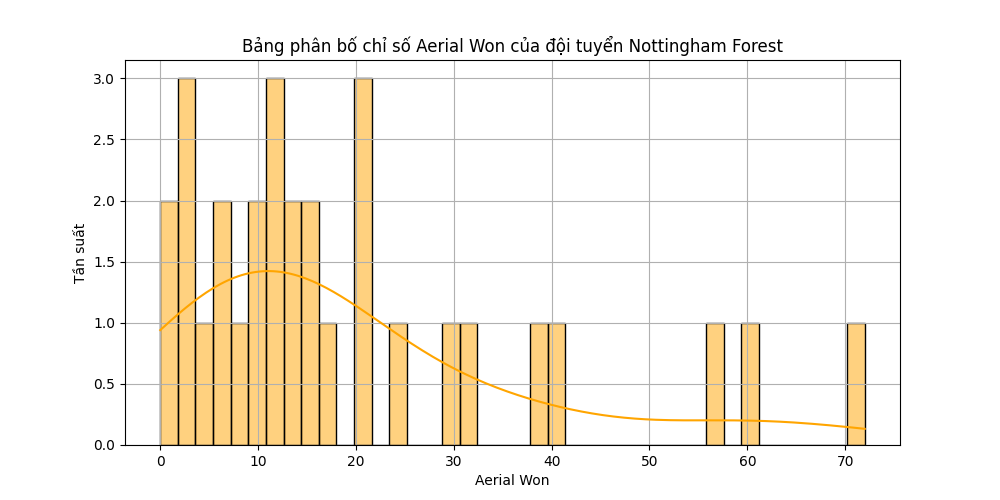 Bảng phân bố chỉ số Aerial Won của đội tuyển Nottingham Forest
Tần suất
3.0
2.5
2.0
1.5
1.0
0.5
0.0
0 10 20 30 40 50 60 70
Aerial Won